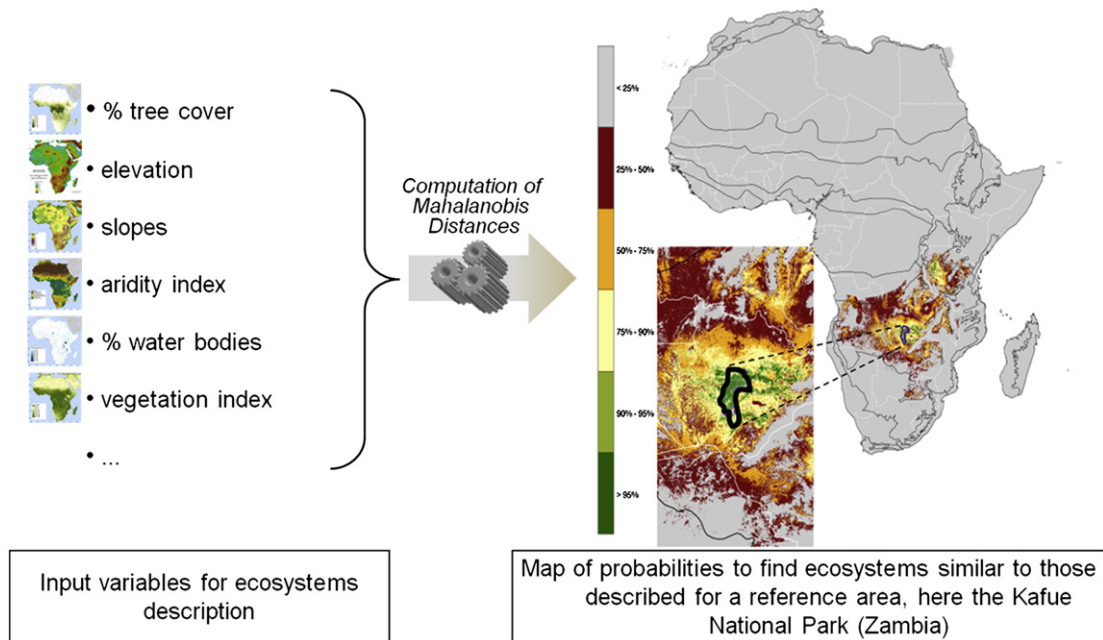 • % tree cover
• elevation
• slopes
• aridity index
• % water bodies
• vegetation index
• ...
Computation of
Mahalanobis
Distances
< 25%
25% - 50%
50% - 75%
75% - 90%
90% - 95%
> 95%
Input variables for ecosystems
description
Map of probabilities to find ecosystems similar to those
described for a reference area, here the Kafue
National Park (Zambia)